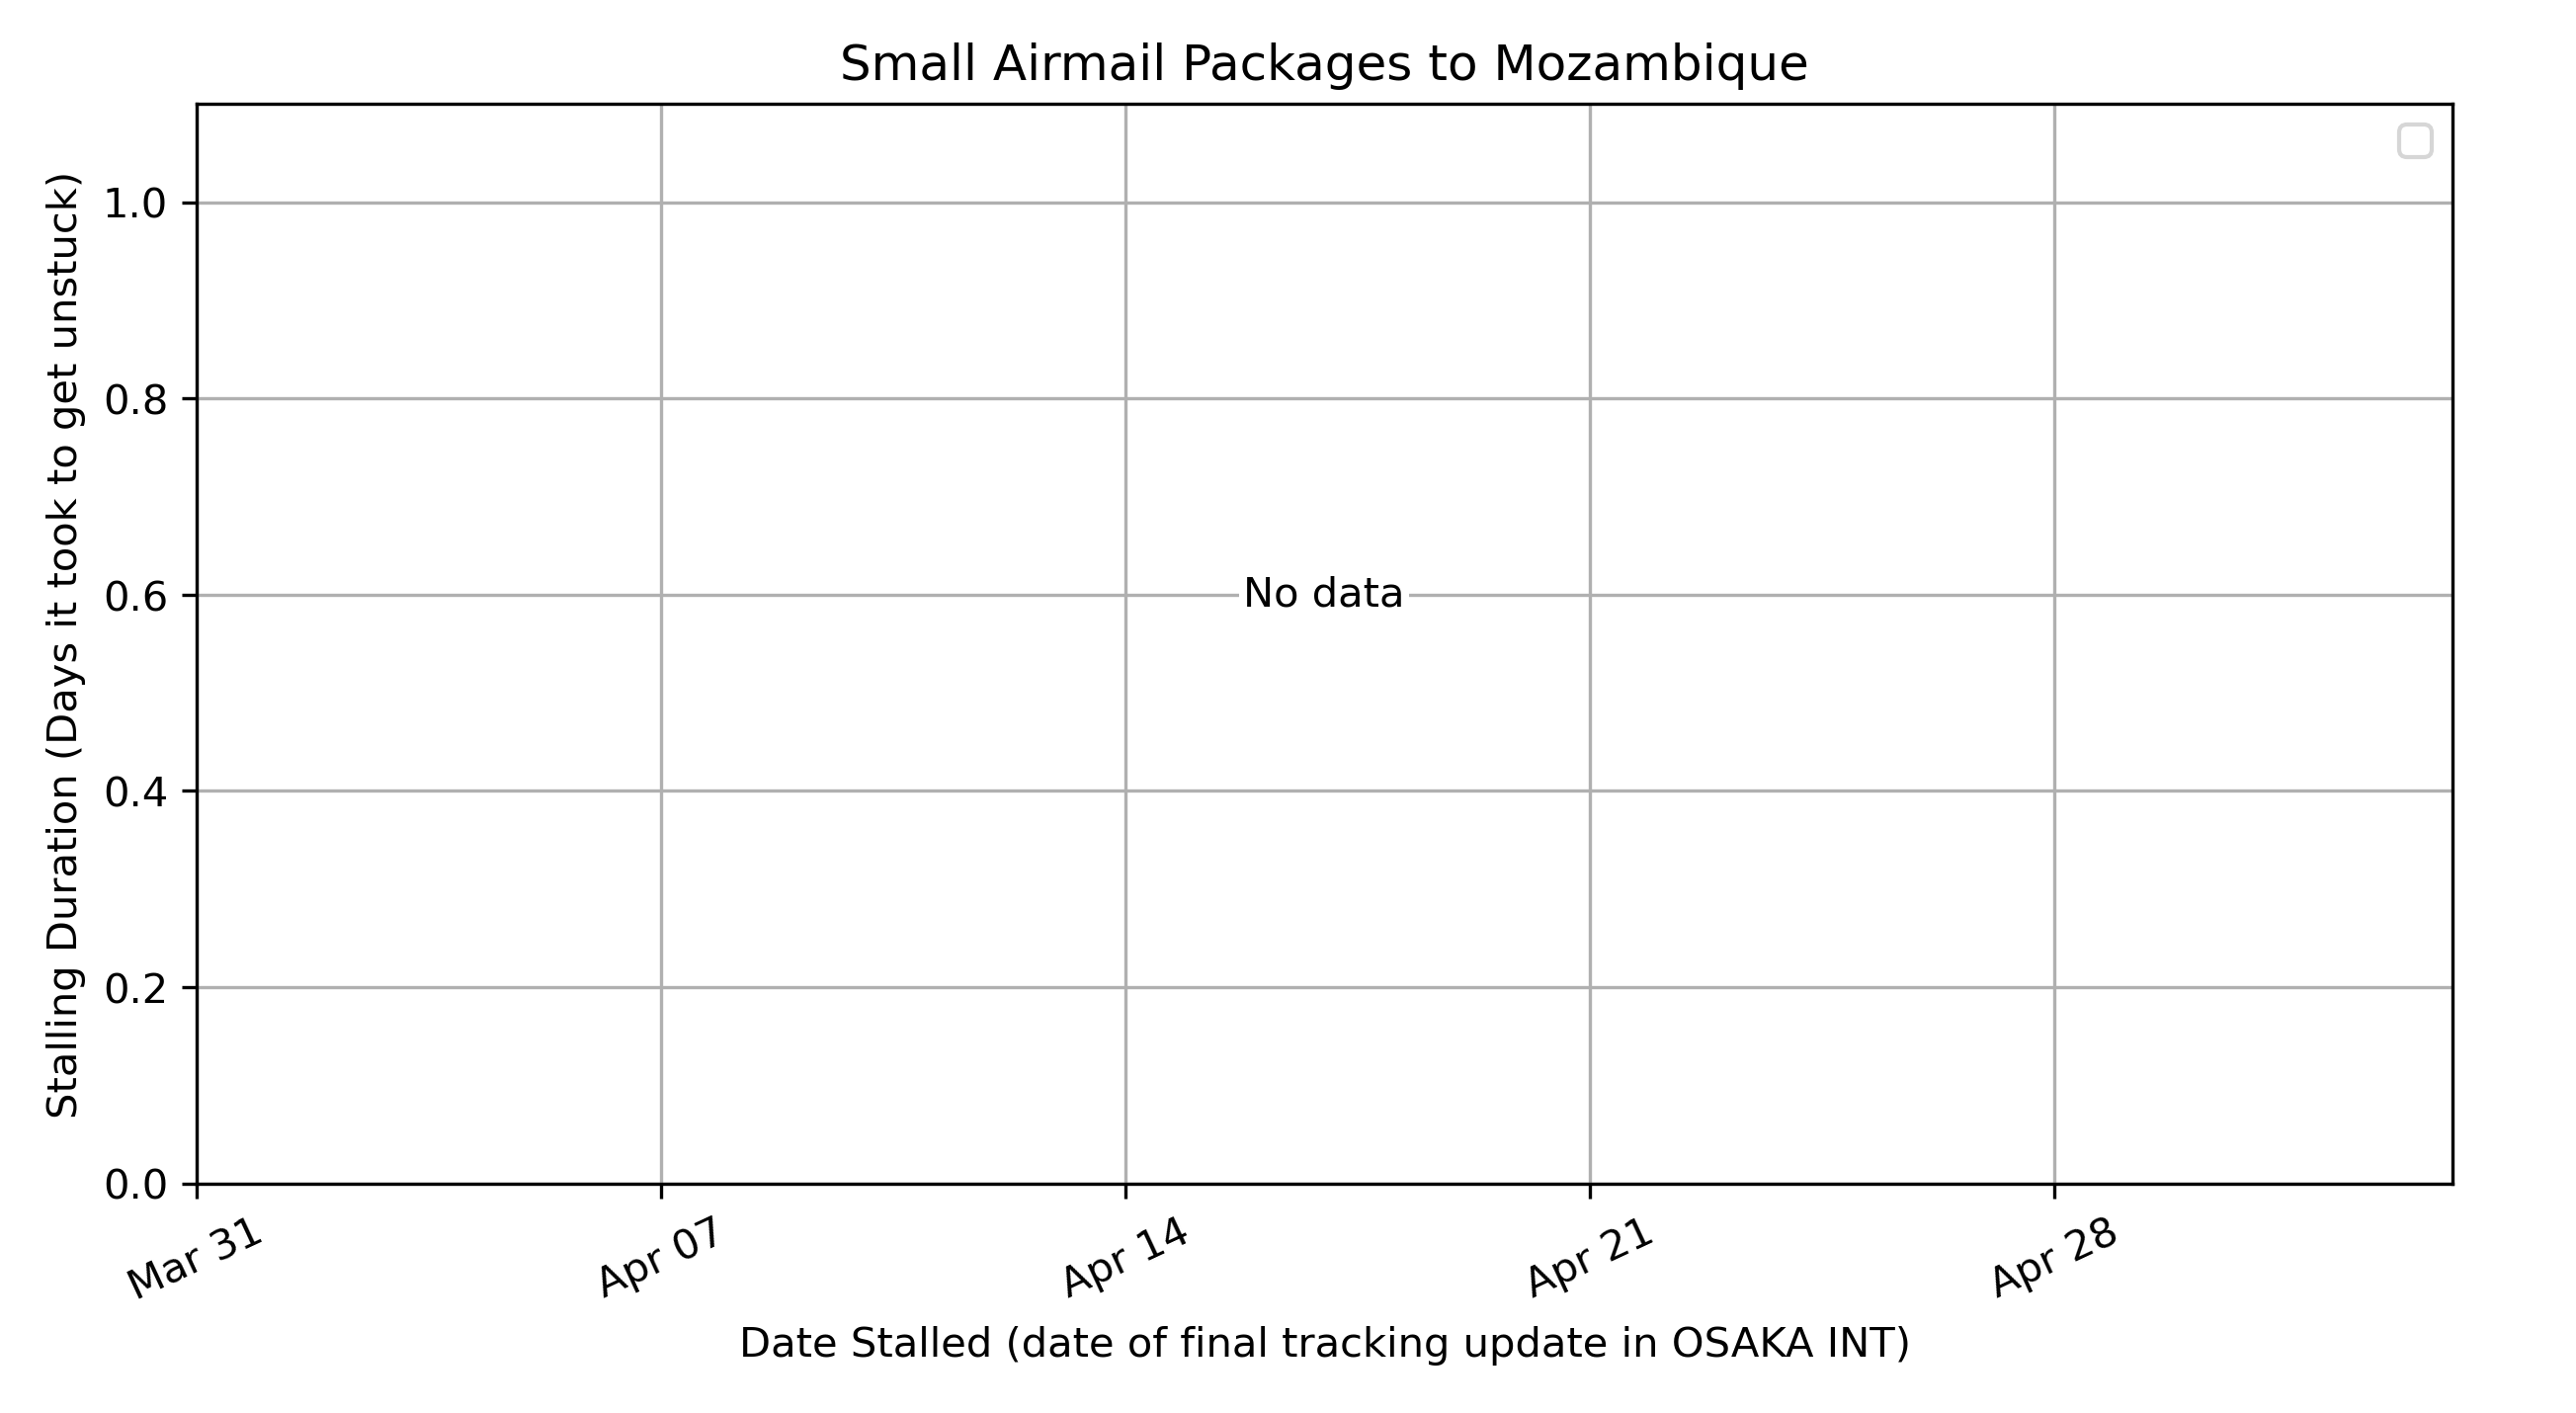 Small Airmail Packages to Mozambique
Stalling Duration (Days it took to get unstuck)
1.0
0.8
0.6
0.4
0.2
0.0
No data
Mar 31
Apr 07
Apr 14
Apr 21
Apr 28
Date Stalled (date of final tracking update in OSAKA INT)